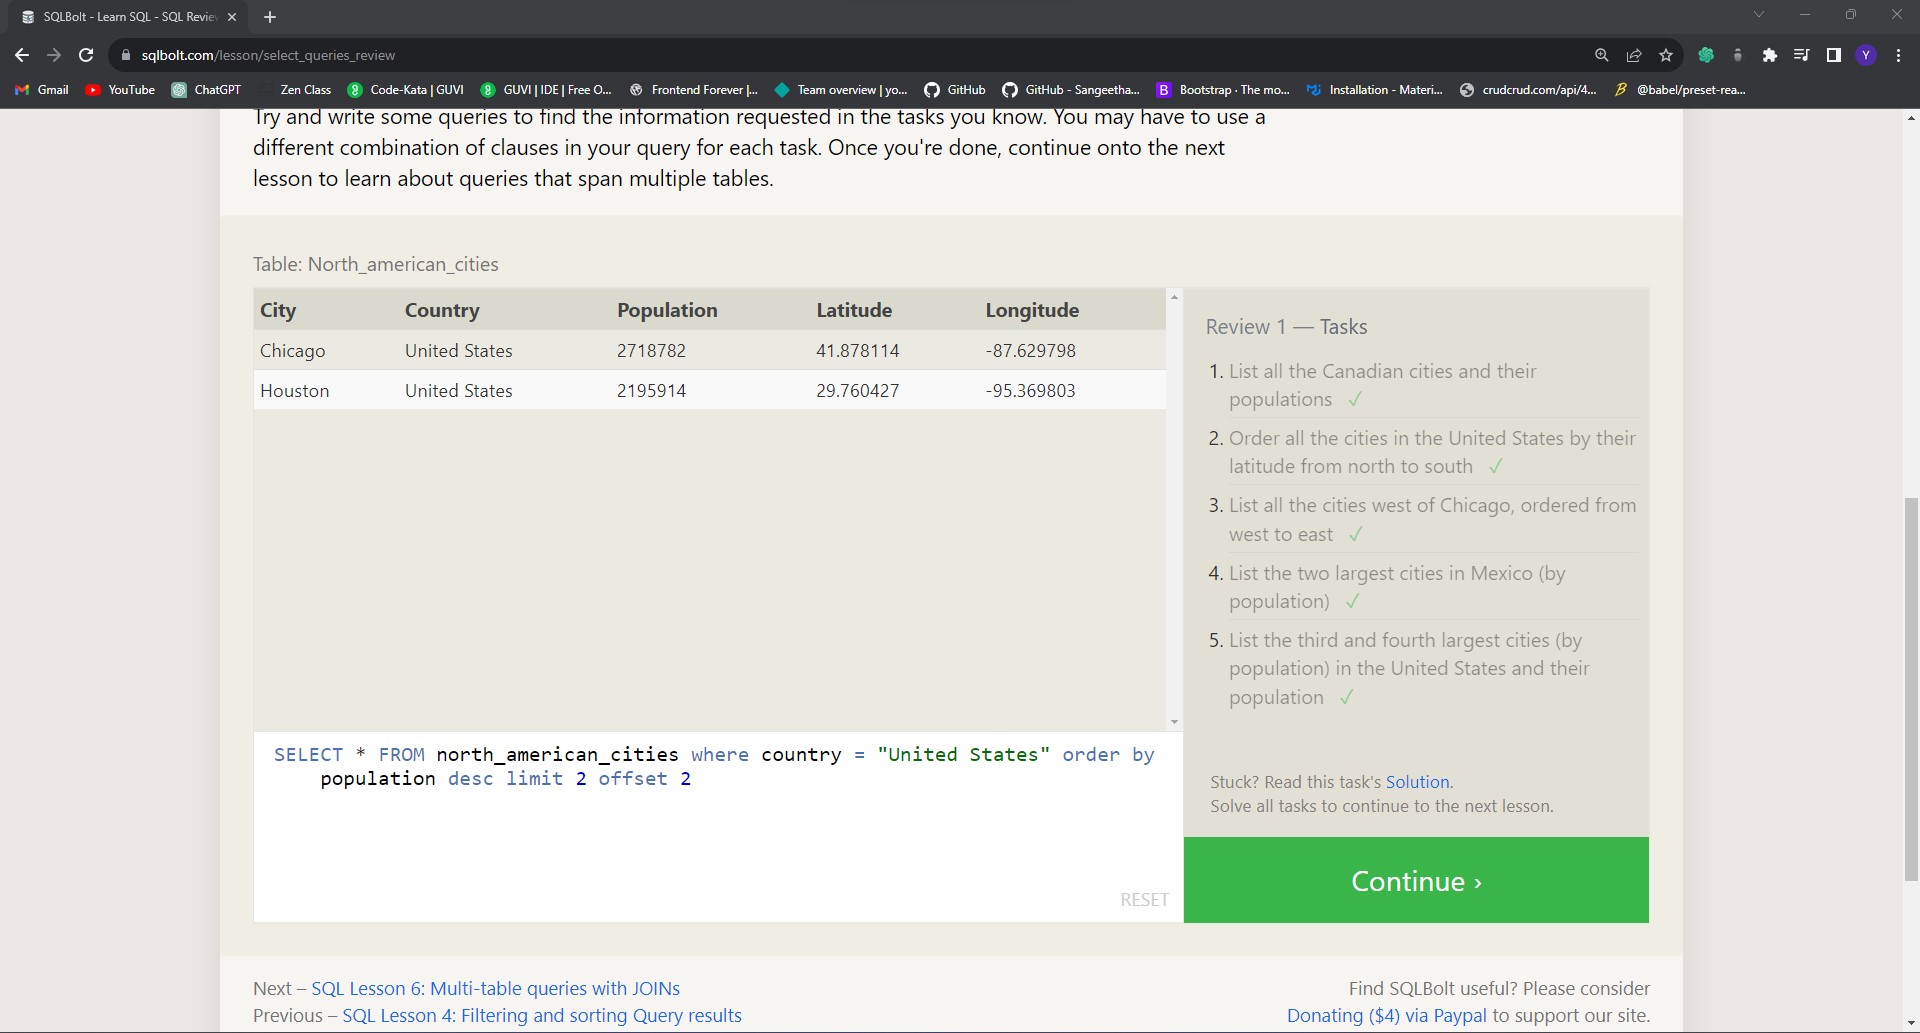 SQLBolt - Learn SQL - SQL Review
sqlbolt.com/lesson/select_queries_review
Y
Gmail YouTube ChatGPT Zen Class Code-Kata | GUVI GUVI | IDE | Free O... Frontend Forever |... Team overview | yo... GitHub GitHub - Sangeetha... Bootstrap · The mo... Installation - Materi... crudcrud.com/api/4... @babel/preset-rea...
Try and write some queries to find the information requested in the tasks you know. You may have to use a
different combination of clauses in your query for each task. Once you're done, continue onto the next
lesson to learn about queries that span multiple tables.
Table: North_american_cities
City Country Population Latitude Longitude
Chicago United States 2718782 41.878114 -87.629798
Houston United States 2195914 29.760427 -95.369803
SELECT * FROM north_american_cities where country = "United States" order by
population desc limit 2 offset 2
RESET
Review 1 — Tasks
1. List all the Canadian cities and their
populations ✓
2. Order all the cities in the United States by their
latitude from north to south ✓
3. List all the cities west of Chicago, ordered from
west to east ✓
4. List the two largest cities in Mexico (by
population) ✓
5. List the third and fourth largest cities (by
population) in the United States and their
population ✓
Stuck? Read this task's Solution.
Solve all tasks to continue to the next lesson.
Continue ›
Next – SQL Lesson 6: Multi-table queries with JOINs
Previous – SQL Lesson 4: Filtering and sorting Query results
Find SQLBolt useful? Please consider
Donating ($4) via Paypal to support our site.